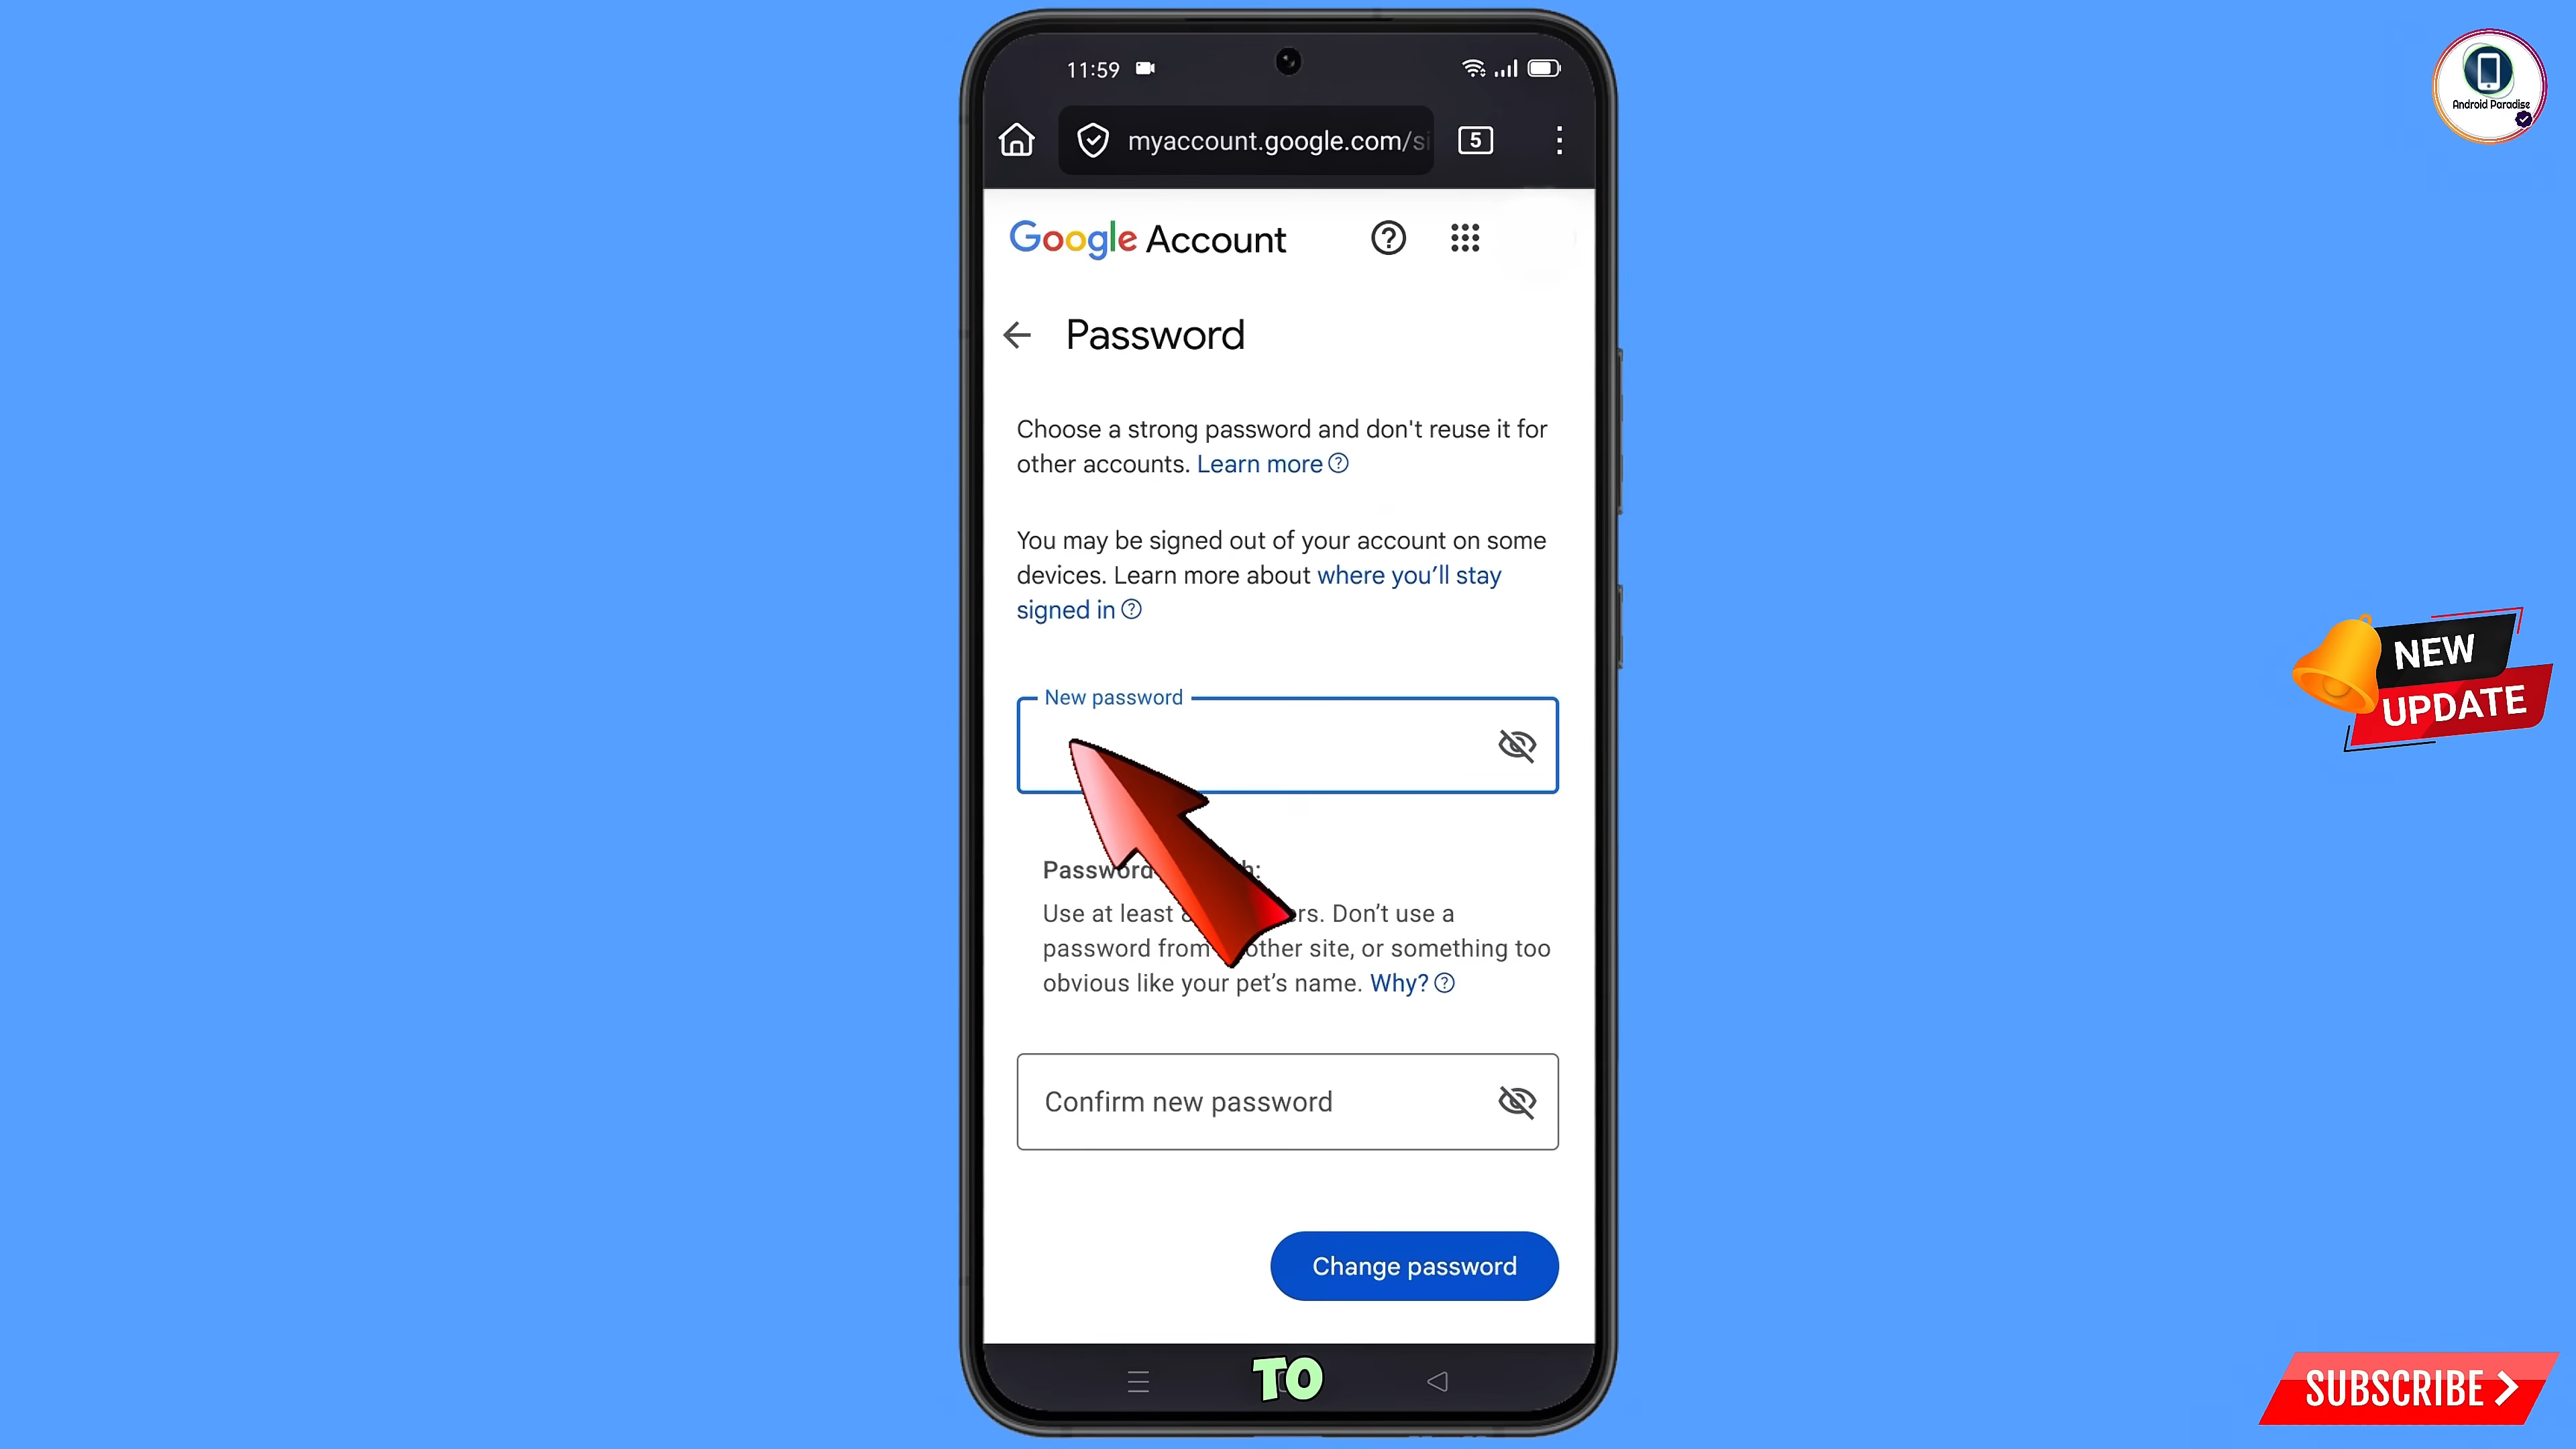 11:59
myaccount.google.com/si
5
Google Account
Password
Choose a strong password and don't reuse it for
other accounts. Learn more
You may be signed out of your account on some
devices. Learn more about where you'll stay
signed in
New password
Password
Use at least
password from other site, or something too
obvious like your pet's name. Why?
Confirm new password
Change password
TO
Android Paradise
NEW
UPDATE
SUBSCRIBE